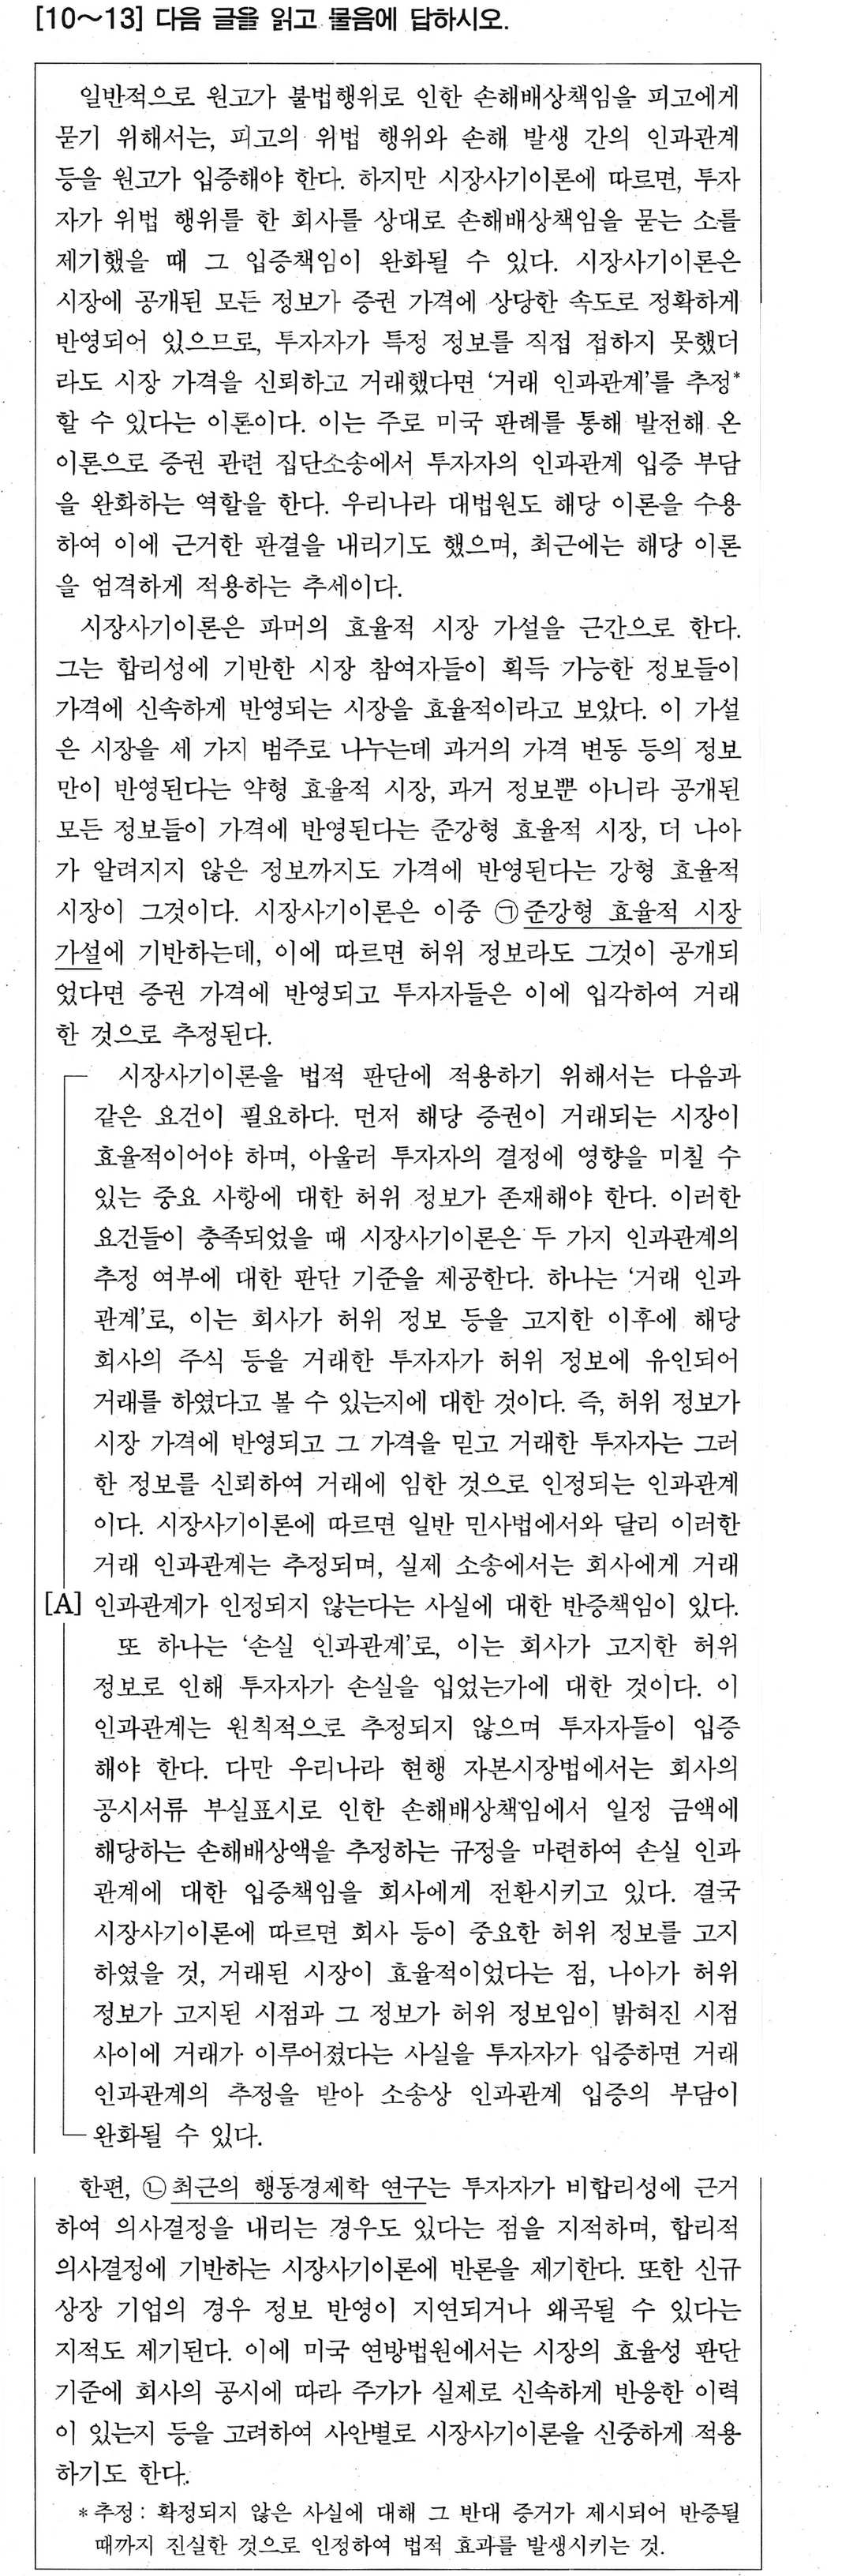 [10～13] 다음 글을 읽고 물음에 답하시오.
일반적으로 원고가 불법행위로 인한 손해배상책임을 피고에게
묻기 위해서는, 피고의 위법 행위와 손해 발생 간의 인과관계
등을 원고가 입증해야 한다. 하지만 시장사기이론에 따르면, 투자
자가 위법 행위를 한 회사를 상대로 손해배상책임을 묻는 소를
제기했을 때 그 입증책임이 완화될 수 있다. 시장사기이론은
시장에 공개된 모든 정보가 증권 가격에 상당한 속도로 정확하게
반영되어 있으므로, 투자자가 특정 정보를 직접 접하지 못했더
라도 시장 가격을 신뢰하고 거래했다면 ‘거래 인과관계’를 추정*
할 수 있다는 이론이다. 이는 주로 미국 판례를 통해 발전해 온
이론으로 증권 관련 집단소송에서 투자자의 인과관계 입증 부담
을 완화하는 역할을 한다. 우리나라 대법원도 해당 이론을 수용
하여 이에 근거한 판결을 내리기도 했으며, 최근에는 해당 이론
을 엄격하게 적용하는 추세이다.
시장사기이론은 파머의 효율적 시장 가설을 근간으로 한다.
그는 합리성에 기반한 시장 참여자들이 획득 가능한 정보들이
가격에 신속하게 반영되는 시장을 효율적이라고 보았다. 이 가설
은 시장을 세 가지 범주로 나누는데 과거의 가격 변동 등의 정보
만이 반영된다는 약형 효율적 시장, 과거 정보뿐 아니라 공개된
모든 정보들이 가격에 반영된다는 준강형 효율적 시장, 더 나아
가 알려지지 않은 정보까지도 가격에 반영된다는 강형 효율적
시장이 그것이다. 시장사기이론은 이중 ㉠준강형 효율적 시장
가설에 기반하는데, 이에 따르면 허위 정보라도 그것이 공개되
었다면 증권 가격에 반영되고 투자자들은 이에 입각하여 거래
한 것으로 추정된다.
시장사기이론을 법적 판단에 적용하기 위해서는 다음과
같은 요건이 필요하다. 먼저 해당 증권이 거래되는 시장이
효율적이어야 하며, 아울러 투자자의 결정에 영향을 미칠 수
있는 중요 사항에 대한 허위 정보가 존재해야 한다. 이러한
요건들이 충족되었을 때 시장사기이론은 두 가지 인과관계의
추정 여부에 대한 판단 기준을 제공한다. 하나는 ‘거래 인과
관계’로, 이는 회사가 허위 정보 등을 고지한 이후에 해당
회사의 주식 등을 거래한 투자자가 허위 정보에 유인되어
거래를 하였다고 볼 수 있는지에 대한 것이다. 즉, 허위 정보가
시장 가격에 반영되고 그 가격을 믿고 거래한 투자자는 그러
한 정보를 신뢰하여 거래에 임한 것으로 인정되는 인과관계
이다. 시장사기이론에 따르면 일반 민사법에서와 달리 이러한
거래 인과관계는 추정되며, 실제 소송에서는 회사에게 거래
[A] 인과관계가 인정되지 않는다는 사실에 대한 반증책임이 있다.
또 하나는 ‘손실 인과관계’로, 이는 회사가 고지한 허위
정보로 인해 투자자가 손실을 입었는가에 대한 것이다. 이
인과관계는 원칙적으로 추정되지 않으며 투자자들이 입증
해야 한다. 다만 우리나라 현행 자본시장법에서는 회사의
공시서류 부실표시로 인한 손해배상책임에서 일정 금액에
해당하는 손해배상액을 추정하는 규정을 마련하여 손실 인과
관계에 대한 입증책임을 회사에게 전환시키고 있다. 결국
시장사기이론에 따르면 회사 등이 중요한 허위 정보를 고지
하였을 것, 거래된 시장이 효율적이었다는 점, 나아가 허위
정보가 고지된 시점과 그 정보가 허위 정보임이 밝혀진 시점
사이에 거래가 이루어졌다는 사실을 투자자가 입증하면 거래
인과관계의 추정을 받아 소송상 인과관계 입증의 부담이
완화될 수 있다.
한편, ㉡최근의 행동경제학 연구는 투자자가 비합리성에 근거
하여 의사결정을 내리는 경우도 있다는 점을 지적하며, 합리적
의사결정에 기반하는 시장사기이론에 반론을 제기한다. 또한 신규
상장 기업의 경우 정보 반영이 지연되거나 왜곡될 수 있다는
지적도 제기된다. 이에 미국 연방법원에서는 시장의 효율성 판단
기준에 회사의 공시에 따라 주가가 실제로 신속하게 반응한 이력
이 있는지 등을 고려하여 사안별로 시장사기이론을 신중하게 적용
하기도 한다.
* 추정 : 확정되지 않은 사실에 대해 그 반대 증거가 제시되어 반증될
때까지 진실한 것으로 인정하여 법적 효과를 발생시키는 것.